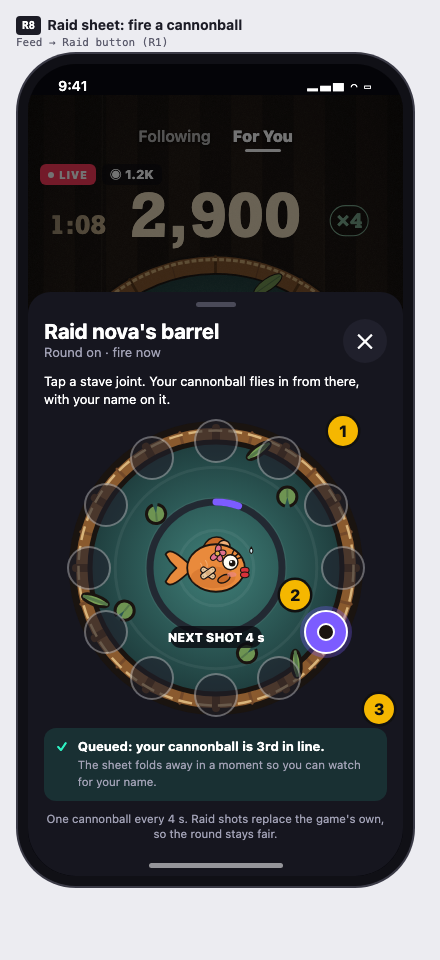 R8 Raid sheet: fire a cannonball
Feed → Raid button (R1)
9:41
Following For You
LIVE 1.2K
1:08 2,900 ×4
Raid nova's barrel
Round on · fire now
Tap a stave joint. Your cannonball flies in from there,
with your name on it.
1
2
NEXT SHOT 4 s
3
Queued: your cannonball is 3rd in line.
The sheet folds away in a moment so you can watch
for your name.
One cannonball every 4 s. Raid shots replace the game's own,
so the round stays fair.